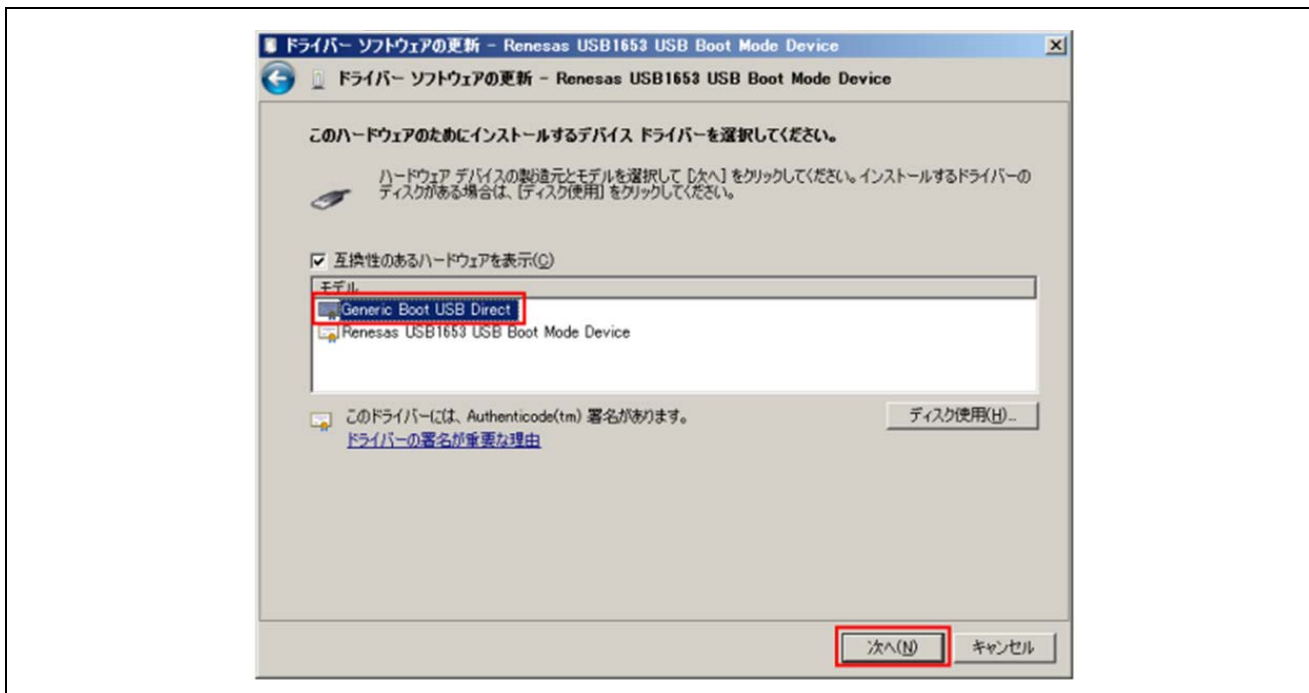 ドライバー ソフトウェアの更新 - Renesas USB1653 USB Boot Mode Device
ドライバー ソフトウェアの更新 - Renesas USB1653 USB Boot Mode Device
このハードウェアのためにインストールするデバイス ドライバーを選択してください。
ハードウェア デバイスの製造元とモデルを選択して [次へ] をクリックしてください。インストールするドライバーの
ディスクがある場合は、[ディスク使用] をクリックしてください。
互換性のあるハードウェアを表示(C)
モデル
Generic Boot USB Direct
Renesas USB1653 USB Boot Mode Device
このドライバーには、Authenticode(tm) 署名があります。
ディスク使用(H)...
ドライバーの署名が重要な理由
次へ(N)
キャンセル